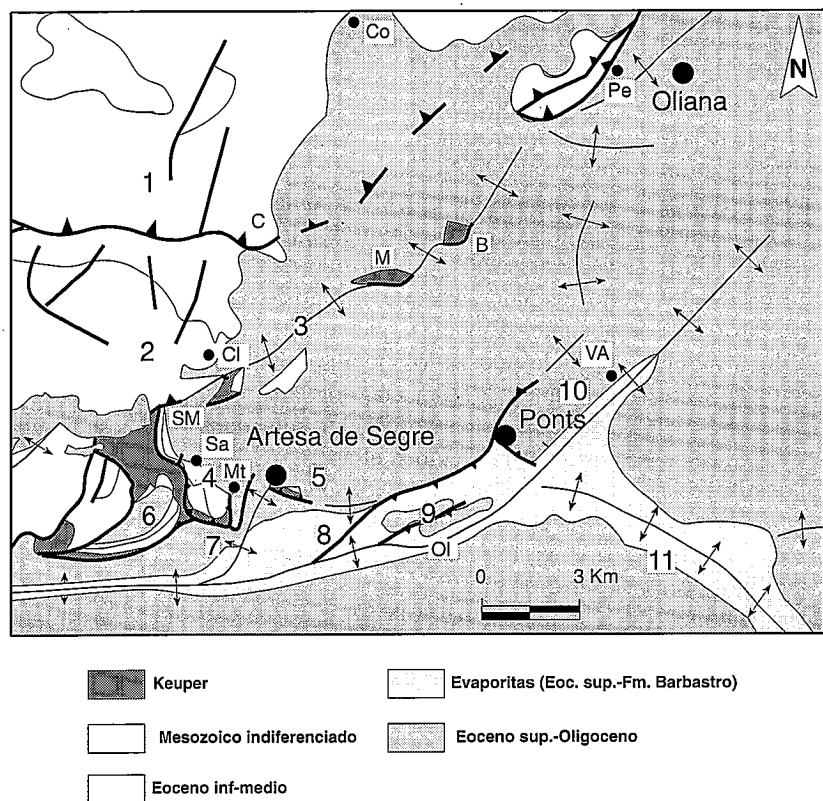 Co
N
Pe
Oliana
1
C
B
M
3
2
Cl
VA
10
SM
Ponts
Sa
Artesa de Segre
4
Mt
5
6
9
7
8
Ol
11
0. 3 Km
Keuper
Evaporitas (Eoc. sup.-Fm. Barbastro)
Mesozoico indiferenciado
Eoceno sup.-Oligoceno
Eoceno inf-medio